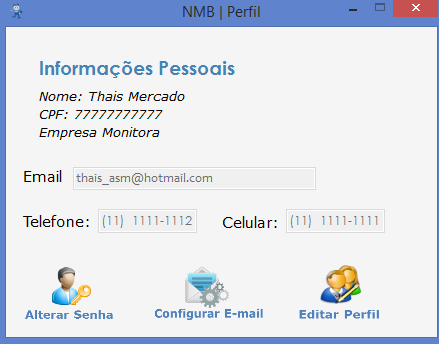 NMB | Perfil
Informações Pessoais
Nome: Thais Mercado
CPF: 77777777777
Empresa Monitora
Email thais_asm@hotmail.com
Telefone: (11) 1111-1112 Celular: (11) 1111-1111
Alterar Senha Configurar E-mail Editar Perfil